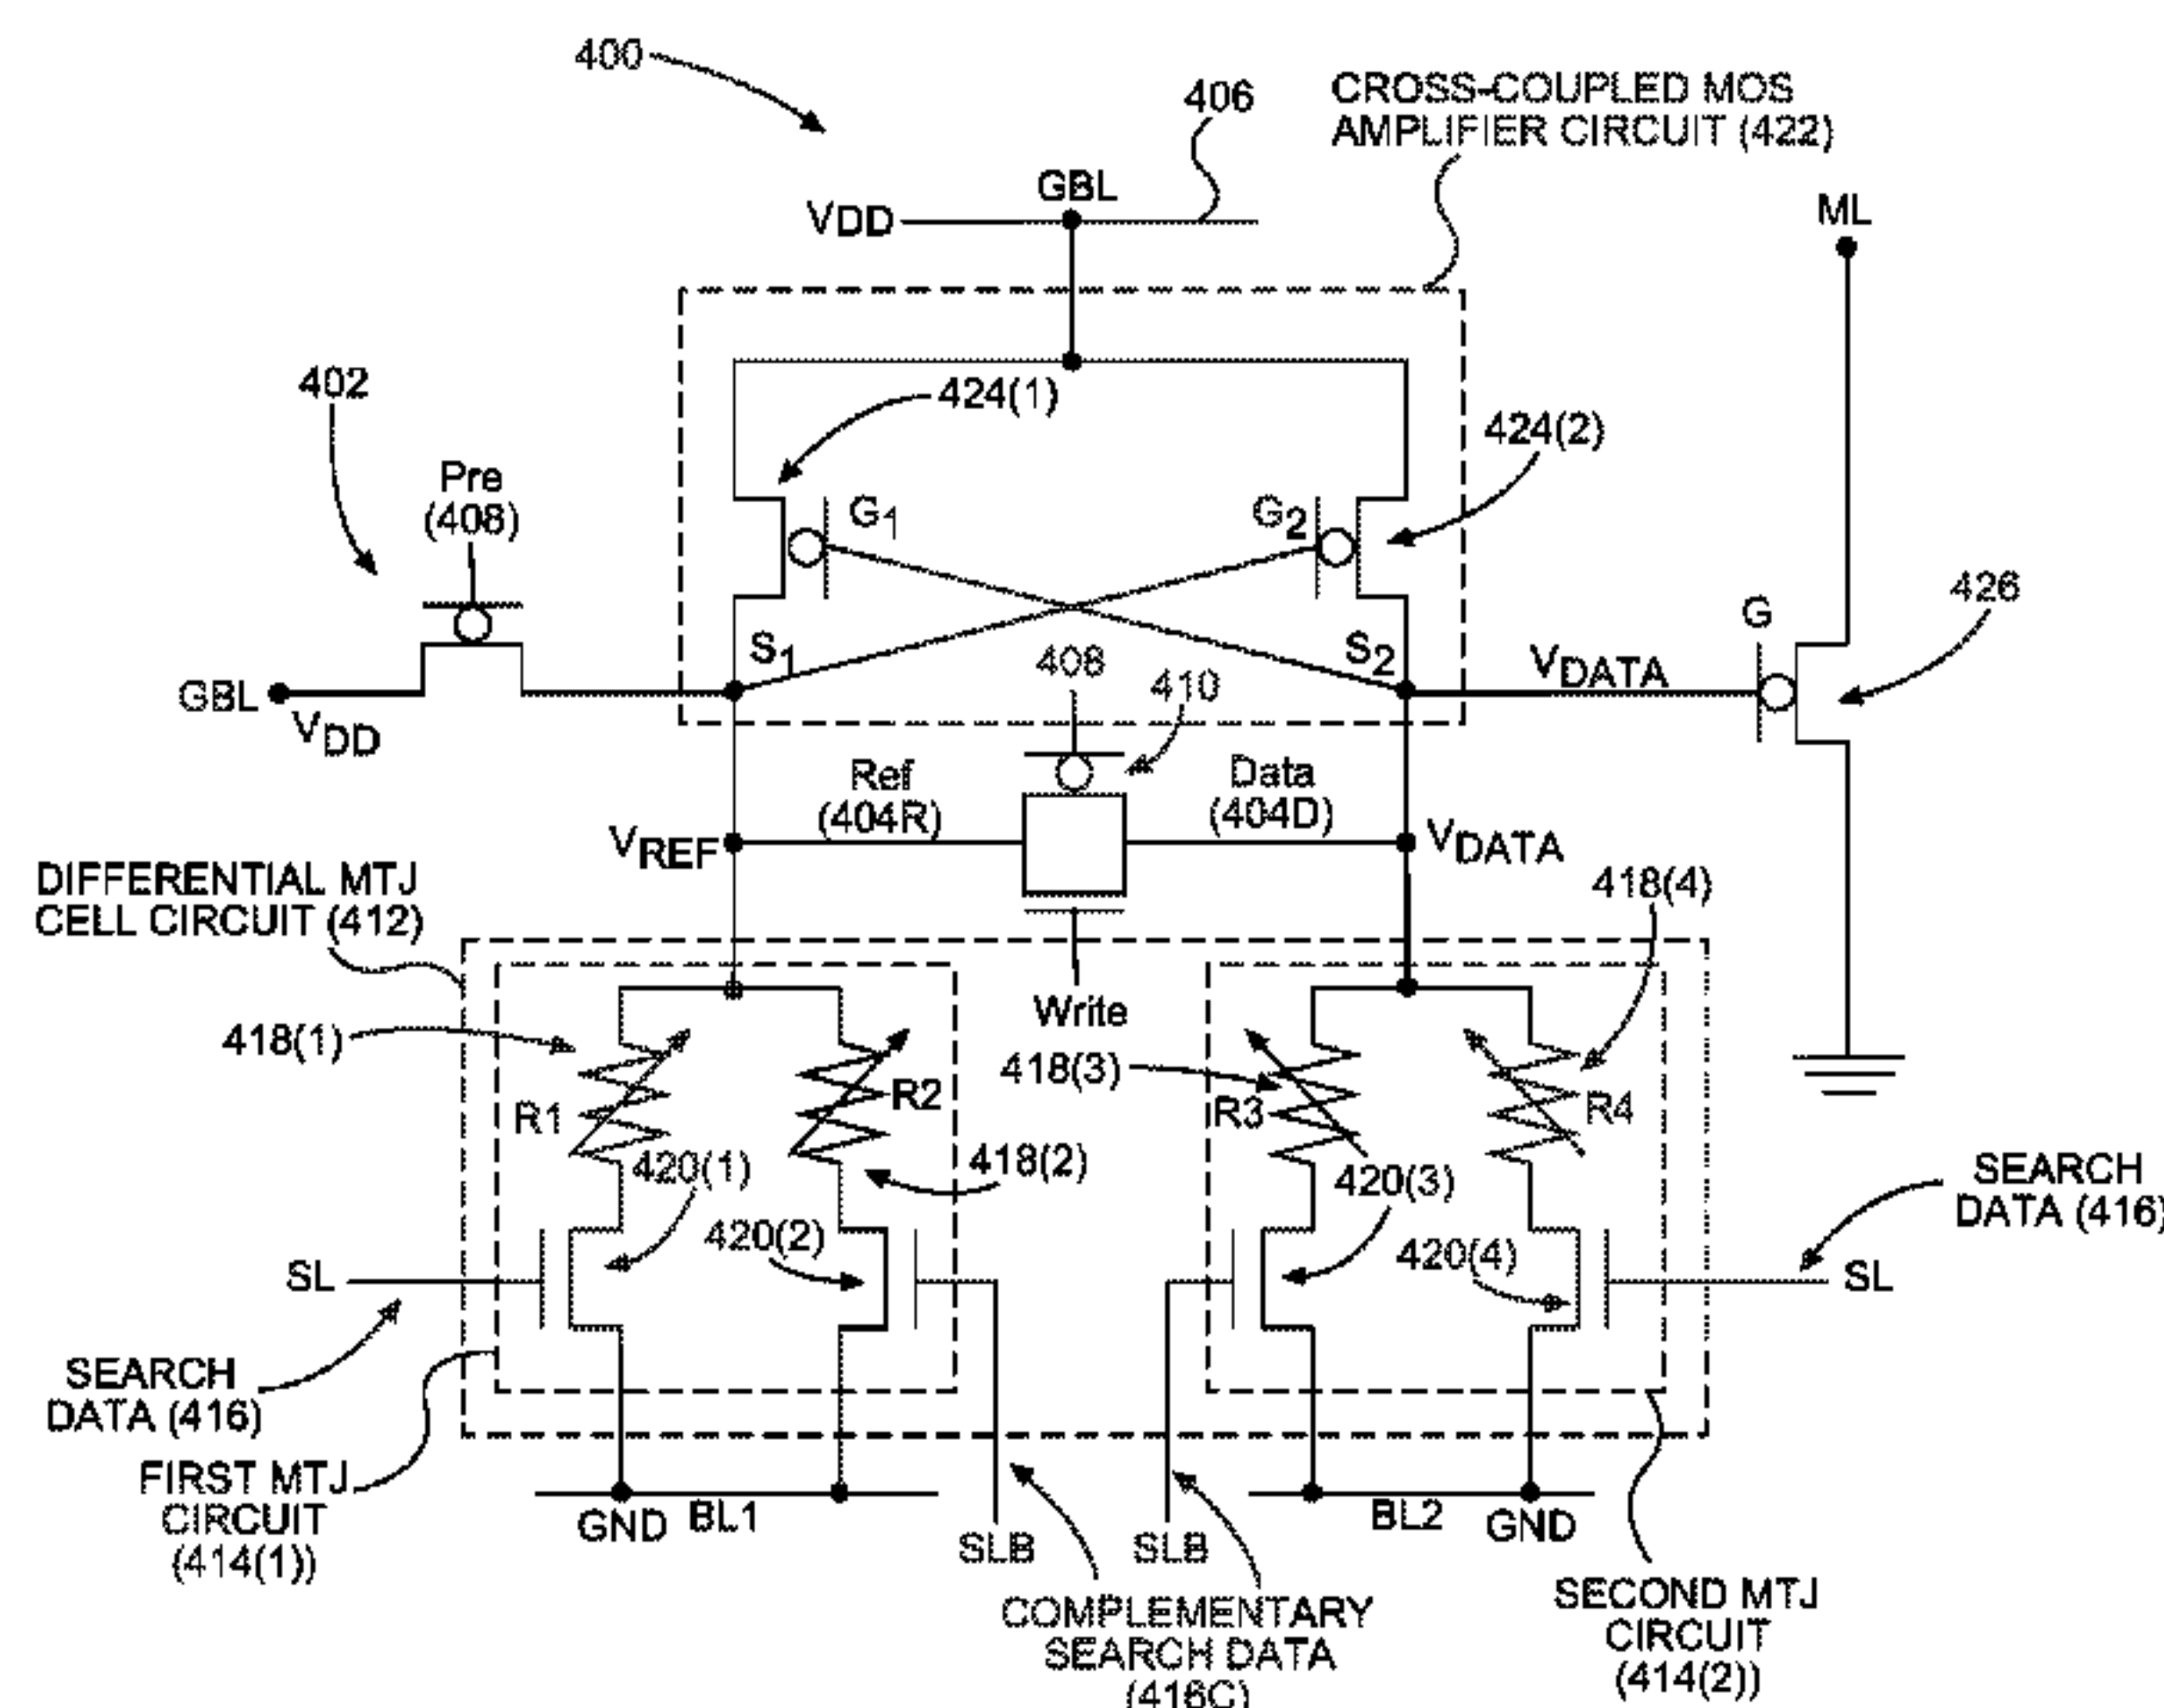 400
406
CROSS-COUPLED MOS
AMPLIFIER CIRCUIT (422)
GBL
VDD
ML
402
424(1)
424(2)
Pre
(408)
G1
G2
426
G
S1
S2
408
VDATA
410
GBL
VDD
Ref
(404R)
Data
(404D)
VREF
VDATA
DIFFERENTIAL MTJ
CELL CIRCUIT (412)
418(4)
Write
418(1)
418(3)
R1
R2
R3
R4
420(1)
418(2)
420(3)
SEARCH
DATA (416)
420(2)
420(4)
SL
SL
SEARCH
DATA (416)
FIRST MTJ
CIRCUIT
(414(1))
GND
BL1
BL2
GND
SLB
SLB
COMPLEMENTARY
SEARCH DATA
(416C)
SECOND MTJ
CIRCUIT
(414(2))